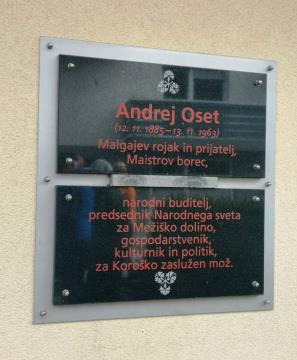 Andrej Oset
(12. 11. 1885–13. 11. 1963)
Malgajev rojak in prijatelj,
Maistrov borec,
narodni buditelj,
predsednik Narodnega sveta
za Mežiško dolino,
gospodarstvenik,
kulturnik in politik,
za Koroško zaslužen mož.